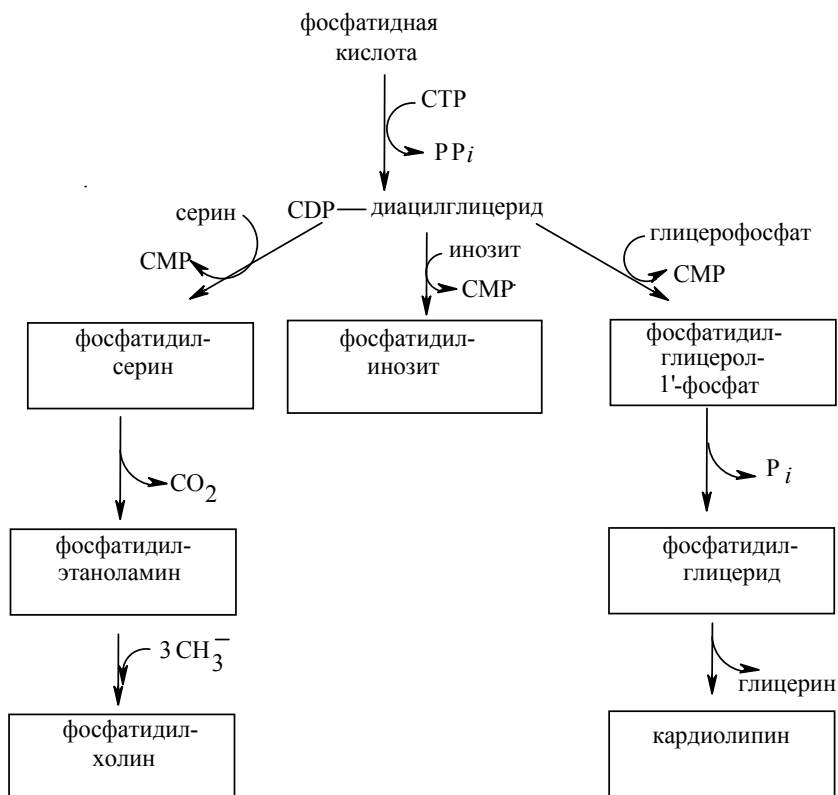 фосфатидная
кислота
CTP
PPi
CDP — диацилглицерид
серин
CMP
инозит
CMP
глицерофосфат
CMP
фосфатидил-
серин
фосфатидил-
инозит
фосфатидил-
глицерол-
1'-фосфат
CO2
Pi
фосфатидил-
этаноламин
фосфатидил-
глицерид
3 CH3−
глицерин
фосфатидил-
холин
кардиолипин